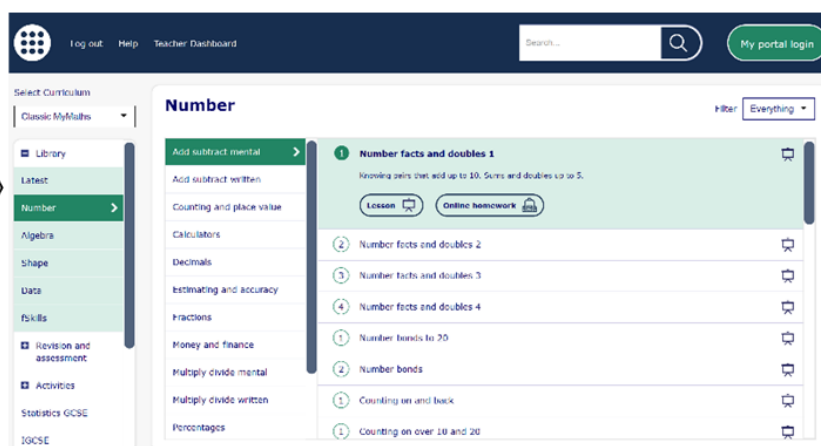 Log out Help Teacher Dashboard Search... My portal login
Select Curriculum
Classic MyMaths
Library
Latest
Number
Algebra
Shape
Data
fSkills
Revision and
assessment
Activities
Statistics GCSE
IGCSE
Number
Filter Everything
Add subtract mental
Add subtract written
Counting and place value
Calculators
Decimals
Estimating and accuracy
Fractions
Money and finance
Multiply divide mental
Multiply divide written
Percentages
1 Number facts and doubles 1
Knowing pairs that add up to 10. Sums and doubles up to 5.
Lesson Online homework
2 Number facts and doubles 2
3 Number facts and doubles 3
4 Number facts and doubles 4
1 Number bonds to 20
2 Number bonds
1 Counting on and back
1 Counting on over 10 and 20